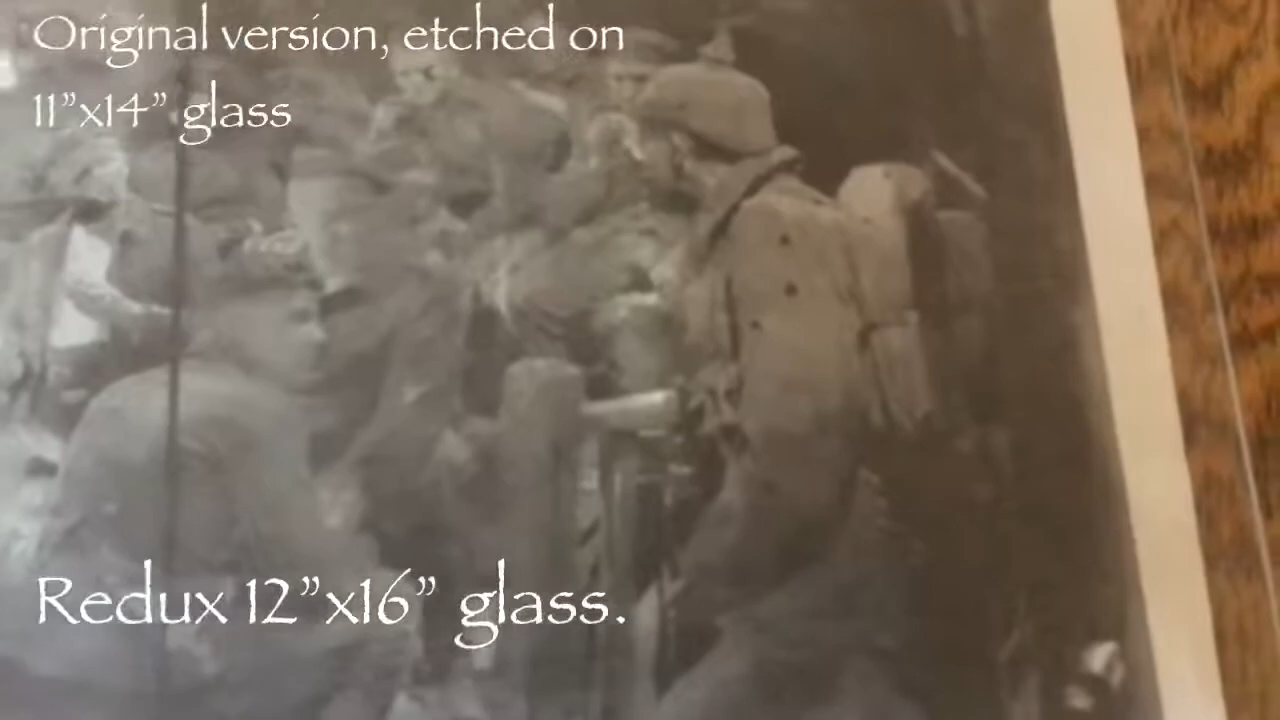 Original version, etched on
11”x14” glass
Redux 12”x16” glass.